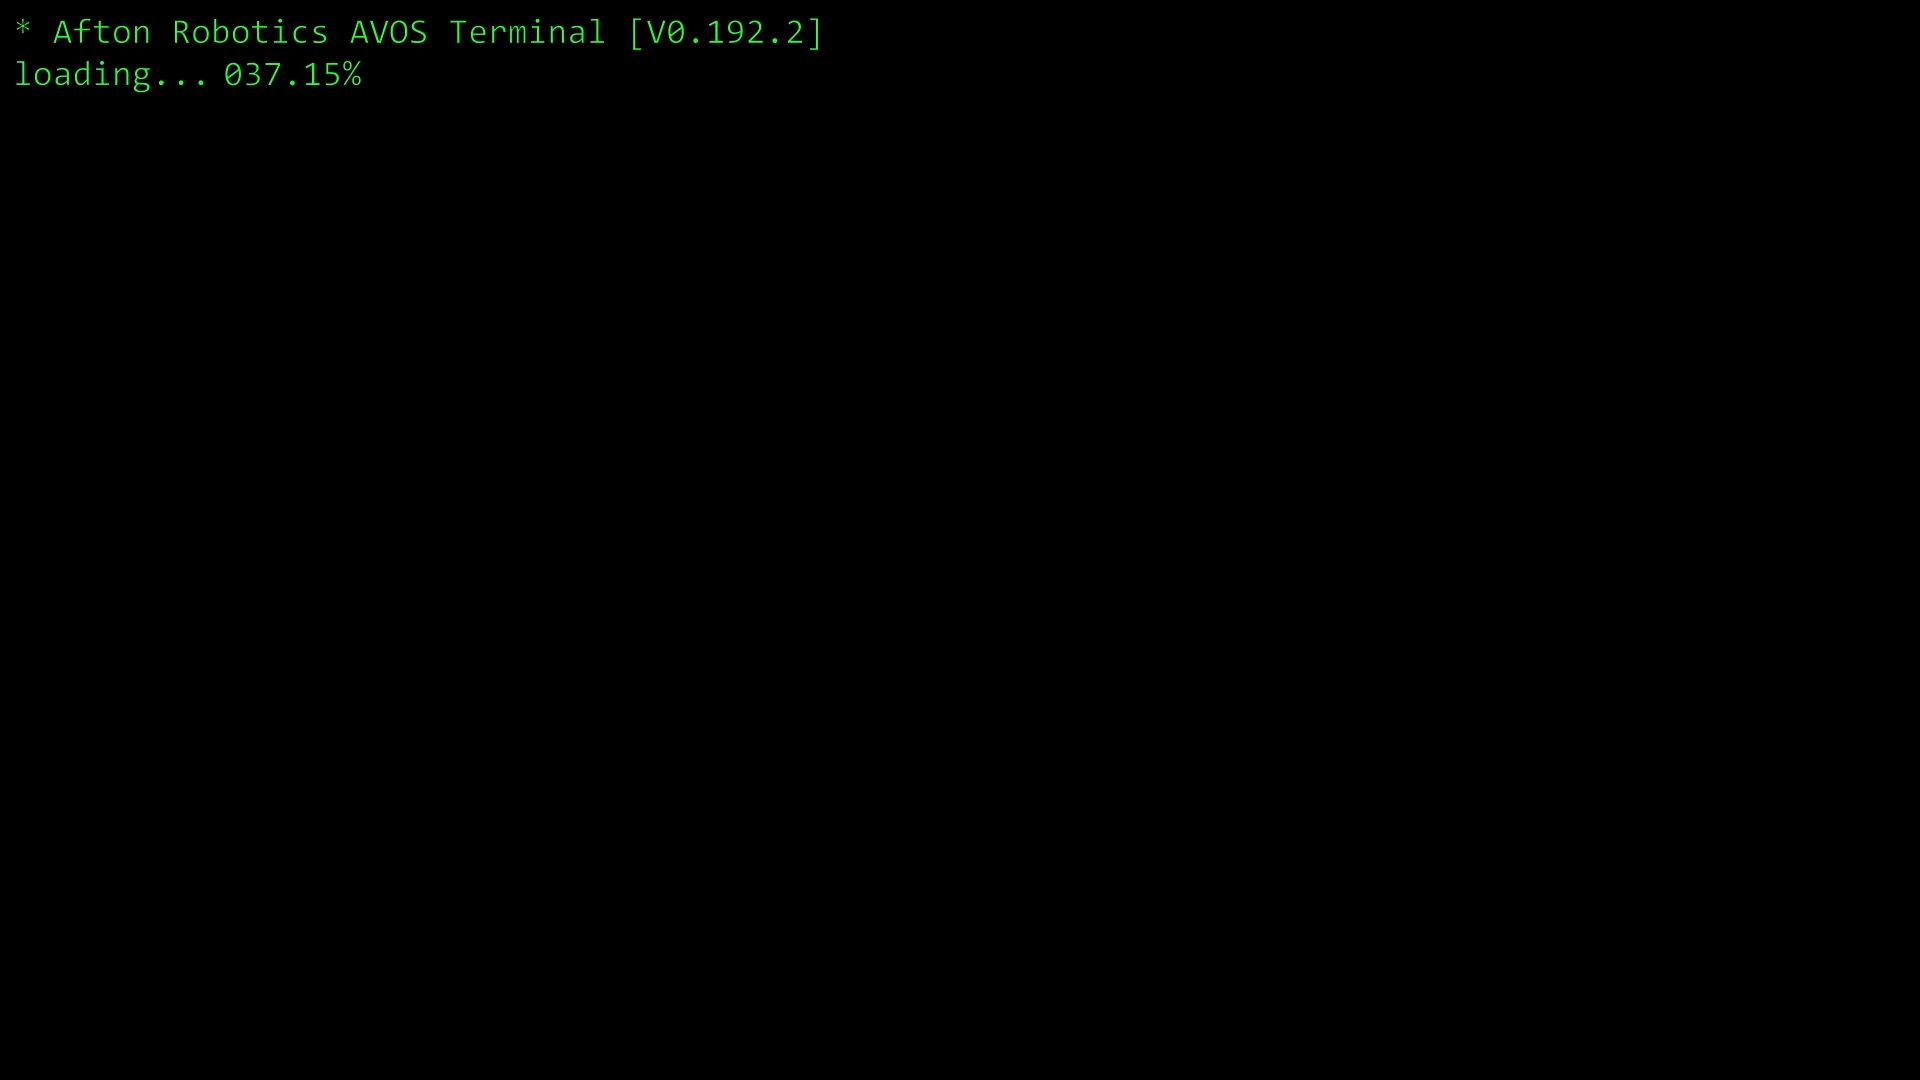 * Afton Robotics AVOS Terminal [V0.192.2]
loading... 037.15%